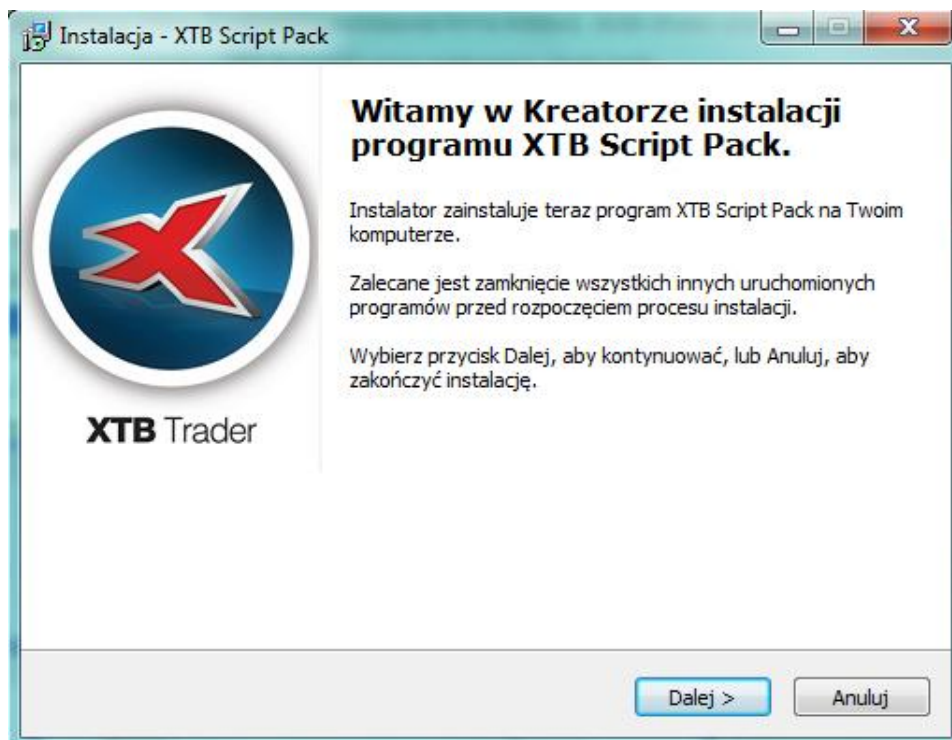 Instalacja - XTB Script Pack
Witamy w Kreatorze instalacji
programu XTB Script Pack.
Instalator zainstaluje teraz program XTB Script Pack na Twoim
komputerze.
Zalecane jest zamknięcie wszystkich innych uruchomionych
programów przed rozpoczęciem procesu instalacji.
Wybierz przycisk Dalej, aby kontynuować, lub Anuluj, aby
zakończyć instalację.
XTB Trader
Dalej >
Anuluj